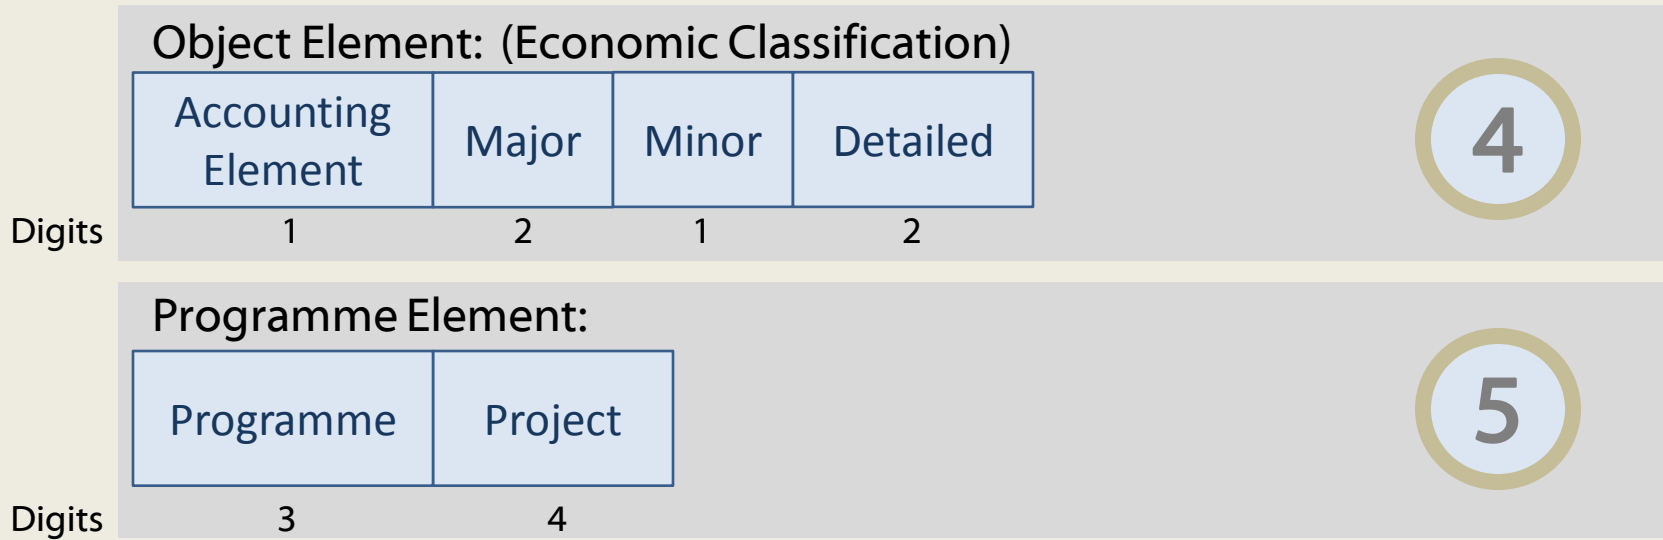 Object Element: (Economic Classification)
Accounting
Element
Major
Minor
Detailed
4
Digits
1
2
1
2
Programme Element:
Programme
Project
5
Digits
3
4